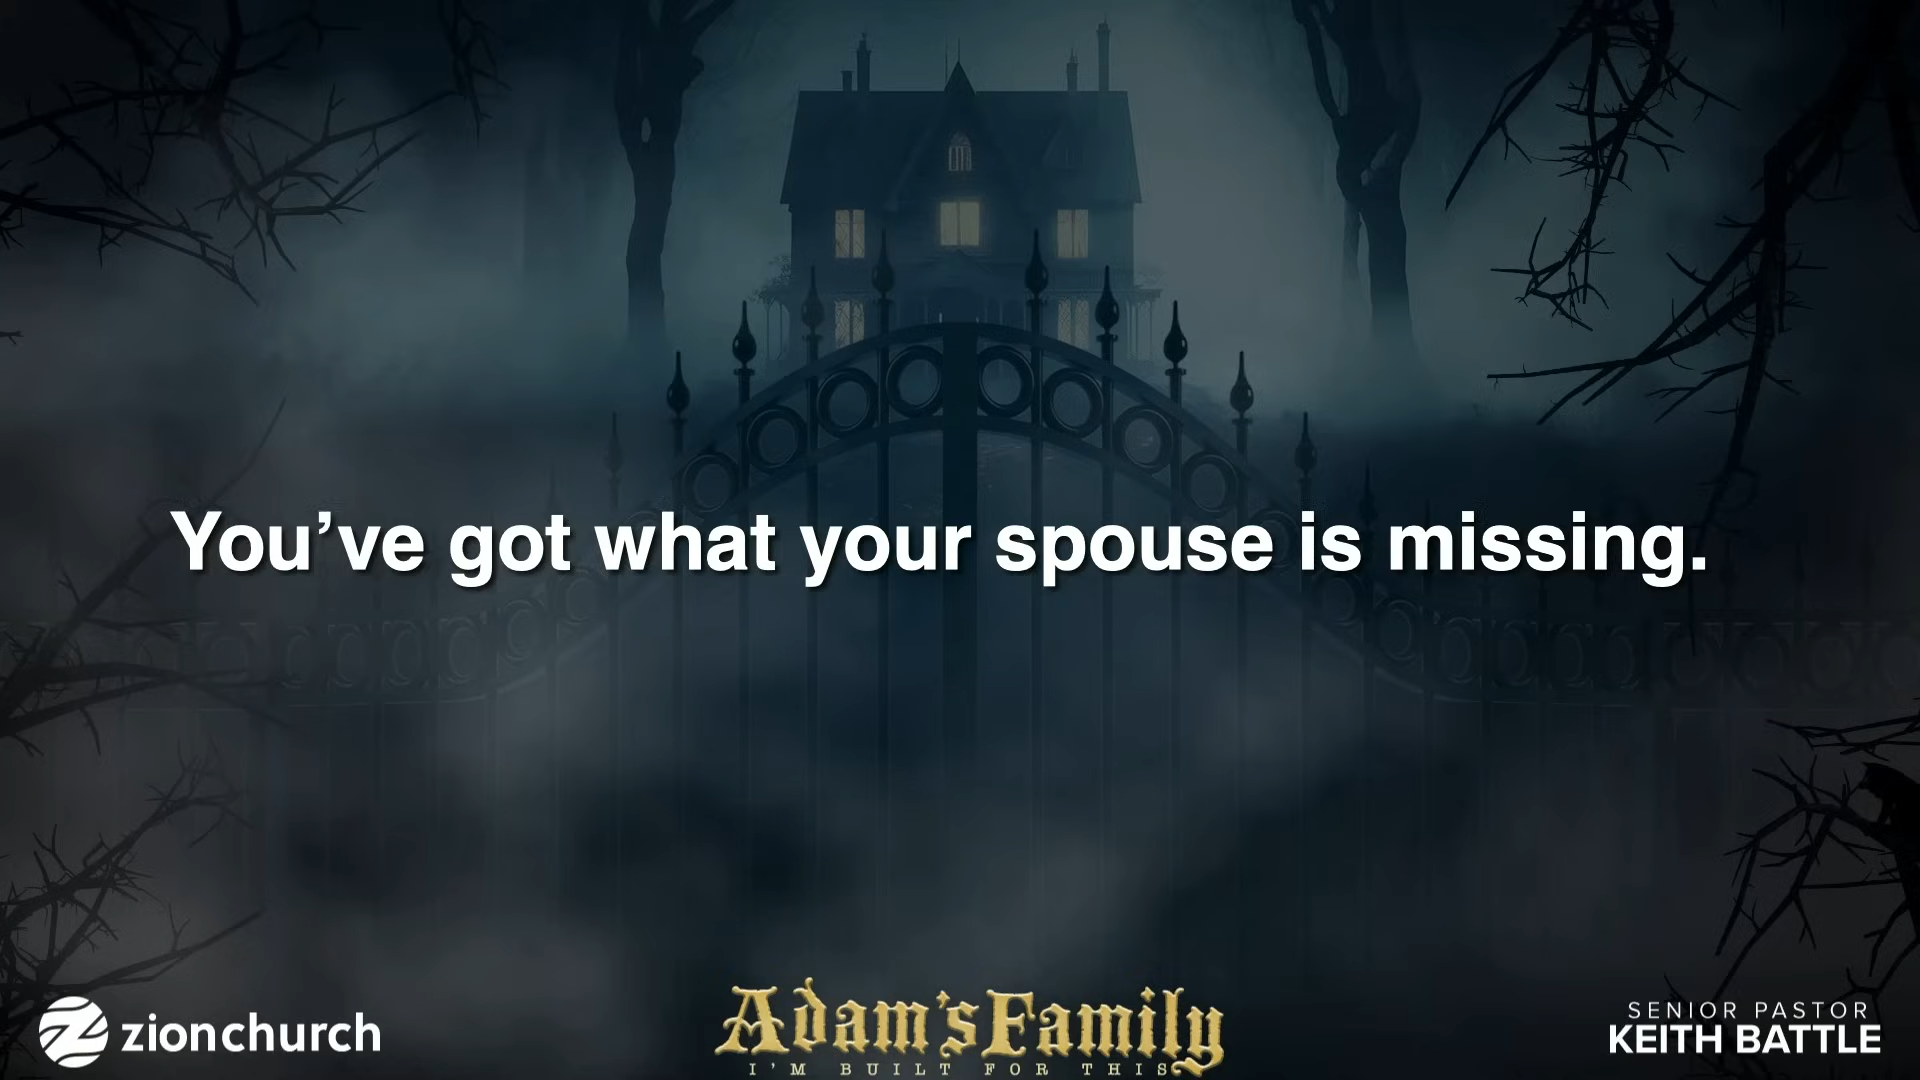 You’ve got what your spouse is missing.
zionchurch
Adam's Family
I'M BUILT FOR THIS
SENIOR PASTOR
KEITH BATTLE